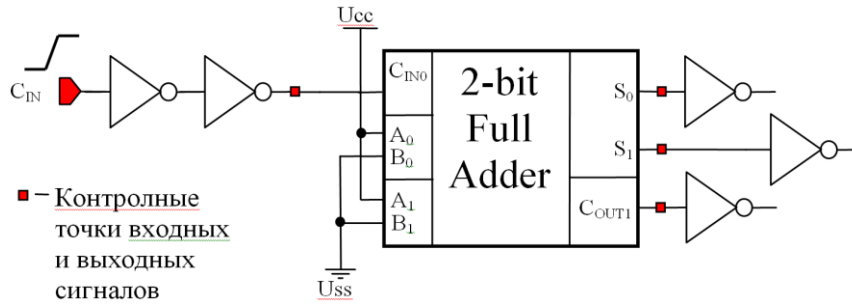 Ucc
C_IN
C_IN0
2-bit
Full
Adder
A_0
B_0
A_1
B_1
S_0
S_1
C_OUT1
– Контролные
точки входных
и выходных
сигналов
Uss